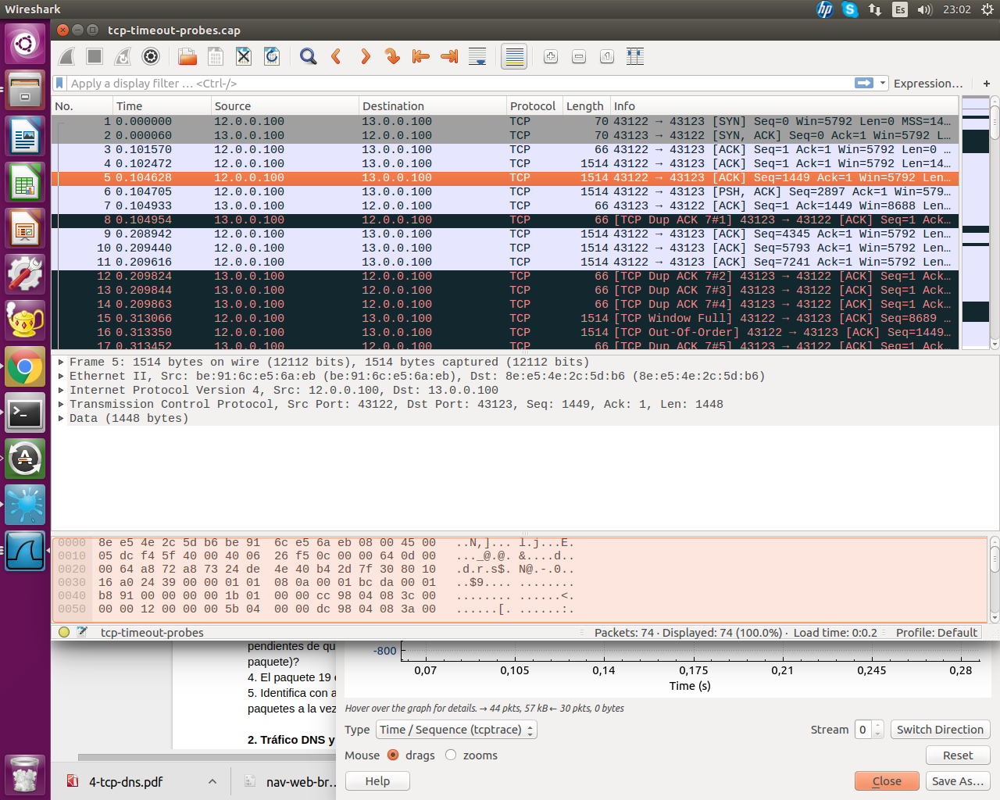 Wireshark
Es
23:02
tcp-timeout-probes.cap
Apply a display filter … <Ctrl-/>
Expression…
+
No. Time Source Destination Protocol Length Info
1 0.000000 12.0.0.100 13.0.0.100 TCP 70 43122 → 43123 [SYN] Seq=0 Win=5792 Len=0 MSS=14…
2 0.000060 13.0.0.100 12.0.0.100 TCP 70 43123 → 43122 [SYN, ACK] Seq=0 Ack=1 Win=5792 L…
3 0.101570 12.0.0.100 13.0.0.100 TCP 66 43122 → 43123 [ACK] Seq=1 Ack=1 Win=5792 Len=0 …
4 0.102472 12.0.0.100 13.0.0.100 TCP 1514 43122 → 43123 [ACK] Seq=1 Ack=1 Win=5792 Len=14…
5 0.104628 12.0.0.100 13.0.0.100 TCP 1514 43122 → 43123 [ACK] Seq=1449 Ack=1 Win=5792 Len…
6 0.104705 12.0.0.100 13.0.0.100 TCP 1514 43122 → 43123 [PSH, ACK] Seq=2897 Ack=1 Win=579…
7 0.104933 13.0.0.100 12.0.0.100 TCP 66 43123 → 43122 [ACK] Seq=1 Ack=1449 Win=8688 Len…
8 0.104954 13.0.0.100 12.0.0.100 TCP 66 [TCP Dup ACK 7#1] 43123 → 43122 [ACK] Seq=1 Ack…
9 0.208942 12.0.0.100 13.0.0.100 TCP 1514 43122 → 43123 [ACK] Seq=4345 Ack=1 Win=5792 Len…
10 0.209440 12.0.0.100 13.0.0.100 TCP 1514 43122 → 43123 [ACK] Seq=5793 Ack=1 Win=5792 Len…
11 0.209616 12.0.0.100 13.0.0.100 TCP 1514 43122 → 43123 [ACK] Seq=7241 Ack=1 Win=5792 Len…
12 0.209824 13.0.0.100 12.0.0.100 TCP 66 [TCP Dup ACK 7#2] 43123 → 43122 [ACK] Seq=1 Ack…
13 0.209844 13.0.0.100 12.0.0.100 TCP 66 [TCP Dup ACK 7#3] 43123 → 43122 [ACK] Seq=1 Ack…
14 0.209863 13.0.0.100 12.0.0.100 TCP 66 [TCP Dup ACK 7#4] 43123 → 43122 [ACK] Seq=1 Ack…
15 0.313066 12.0.0.100 13.0.0.100 TCP 1514 [TCP Window Full] 43122 → 43123 [ACK] Seq=8689 …
16 0.313350 12.0.0.100 13.0.0.100 TCP 1514 [TCP Out-Of-Order] 43122 → 43123 [ACK] Seq=1449…
17 0.313452 13.0.0.100 12.0.0.100 TCP 66 [TCP Dup ACK 7#5] 43123 → 43122 [ACK] Seq=1 Ack…
Frame 5: 1514 bytes on wire (12112 bits), 1514 bytes captured (12112 bits)
Ethernet II, Src: be:91:6c:e5:6a:eb (be:91:6c:e5:6a:eb), Dst: 8e:e5:4e:2c:5d:b6 (8e:e5:4e:2c:5d:b6)
Internet Protocol Version 4, Src: 12.0.0.100, Dst: 13.0.0.100
Transmission Control Protocol, Src Port: 43122, Dst Port: 43123, Seq: 1449, Ack: 1, Len: 1448
Data (1448 bytes)
0000 8e e5 4e 2c 5d b6 be 91 6c e5 6a eb 08 00 45 00 ..N,]... l.j...E.
0010 05 dc f4 5f 40 00 40 06 26 f5 0c 00 00 64 0d 00 ..._@.@. &....d..
0020 00 64 a8 72 a8 73 24 de 4e 40 b4 2d 7f 30 80 10 .d.r.s$. N@.-.0..
0030 16 a0 24 39 00 00 01 01 08 0a 00 01 bc da 00 01 ..$9.... ........
0040 b8 91 00 00 00 00 1b 01 00 00 cc 98 04 08 3c 00 ........ ......<.
0050 00 00 12 00 00 00 5b 04 00 00 dc 98 04 08 3a 00 ......[. ......:.
tcp-timeout-probes
Packets: 74 · Displayed: 74 (100.0%) · Load time: 0:0.2
Profile: Default
pendientes de qu
paquete)?
4. El paquete 19
5. Identifica con a
paquetes a la vez
2. Tráfico DNS y
-800
0,07 0,105 0,14 0,175 0,21 0,245 0,28
Time (s)
Hover over the graph for details. → 44 pkts, 57 kB ← 30 pkts, 0 bytes
Type Time / Sequence (tcptrace) Stream 0 Switch Direction
Mouse drags zooms Reset
Help Close Save As…
4-tcp-dns.pdf
nav-web-br…